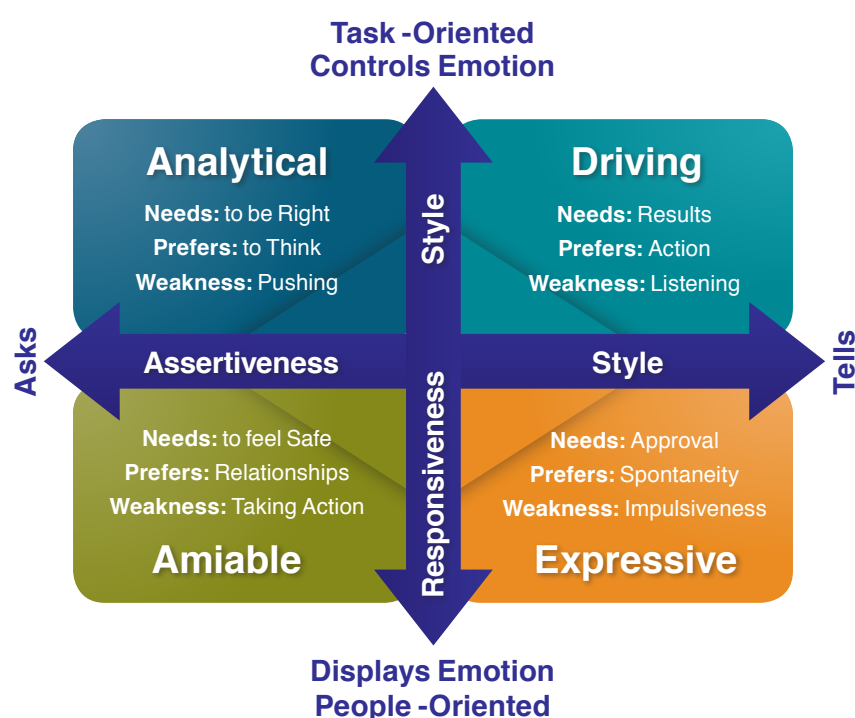 Task -Oriented
Controls Emotion
Analytical
Needs: to be Right
Prefers: to Think
Weakness: Pushing
Driving
Needs: Results
Prefers: Action
Weakness: Listening
Style
Asks
Assertiveness
Style
Tells
Responsiveness
Needs: to feel Safe
Prefers: Relationships
Weakness: Taking Action
Amiable
Needs: Approval
Prefers: Spontaneity
Weakness: Impulsiveness
Expressive
Displays Emotion
People -Oriented